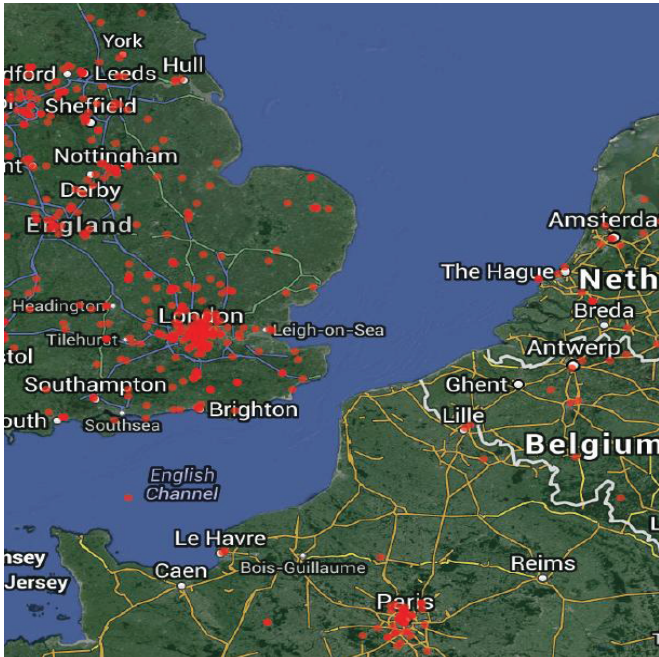 York
dford
Leeds
Hull
Sheffield
Nottingham
nt
Derby
England
Amsterda
The Hague
Neth
Headington
London
Breda
Tilehurst
Leigh-on-Sea
stol
Antwerp
Southampton
Ghent
Brighton
outh
Southsea
Lille
Belgium
English
Channel
Le Havre
nsey
Bois-Guillaume
Reims
Jersey
Caen
Paris